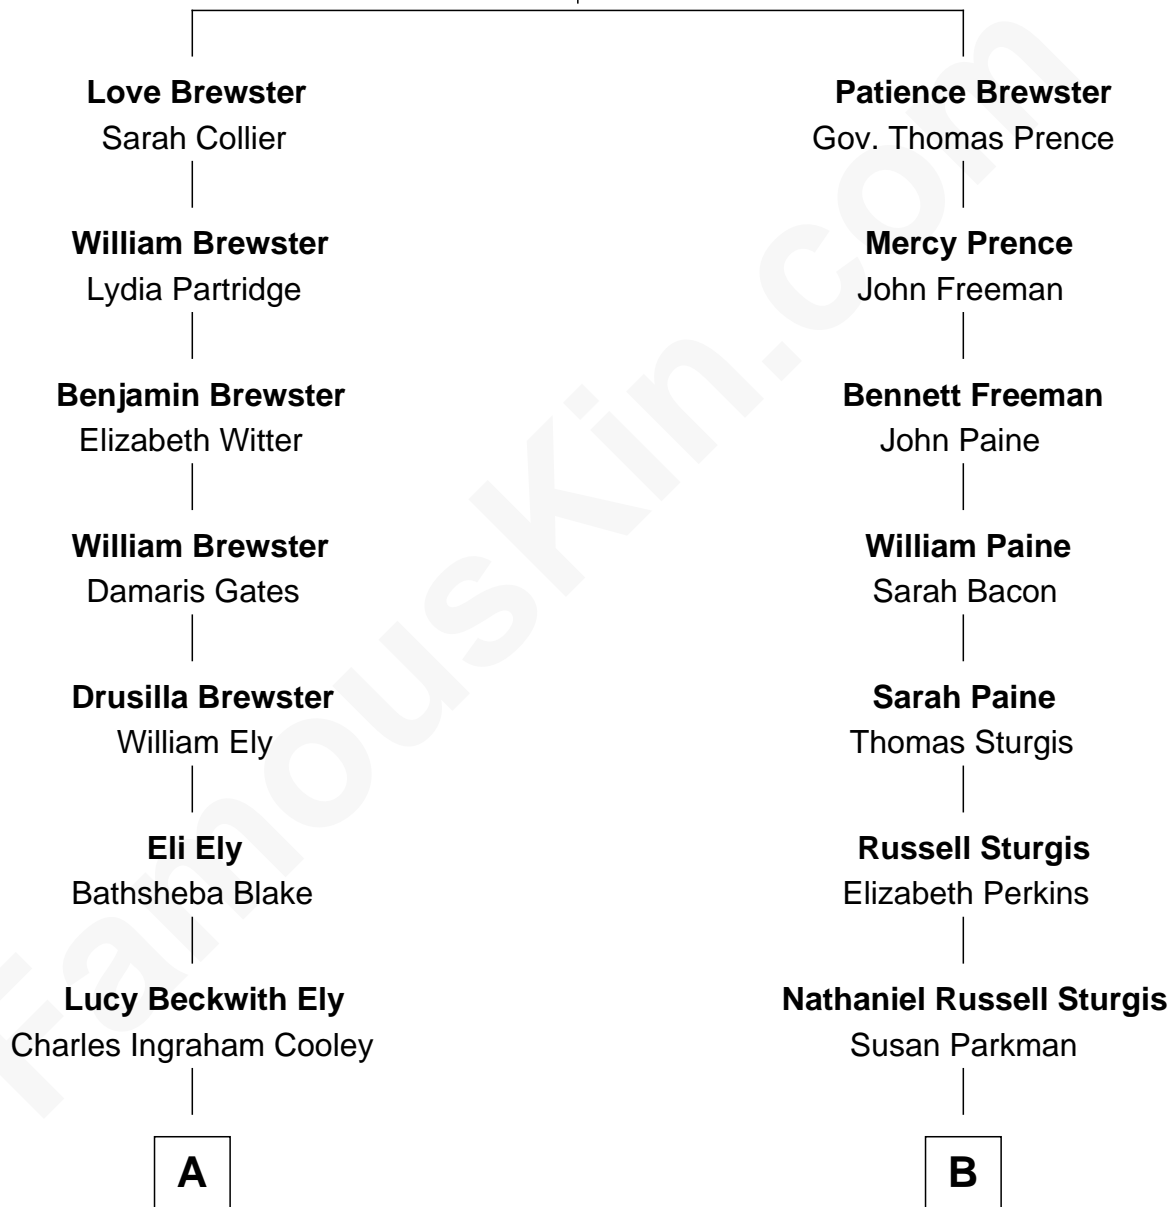 Love Brewster
Sarah Collier
William Brewster
Lydia Partridge
Benjamin Brewster
Elizabeth Witter
William Brewster
Damaris Gates
Drusilla Brewster
William Ely
Eli Ely
Bathsheba Blake
Lucy Beckwith Ely
Charles Ingraham Cooley
A
Patience Brewster
Gov. Thomas Prence
Mercy Prence
John Freeman
Bennett Freeman
John Paine
William Paine
Sarah Bacon
Sarah Paine
Thomas Sturgis
Russell Sturgis
Elizabeth Perkins
Nathaniel Russell Sturgis
Susan Parkman
B
FamousKin.com